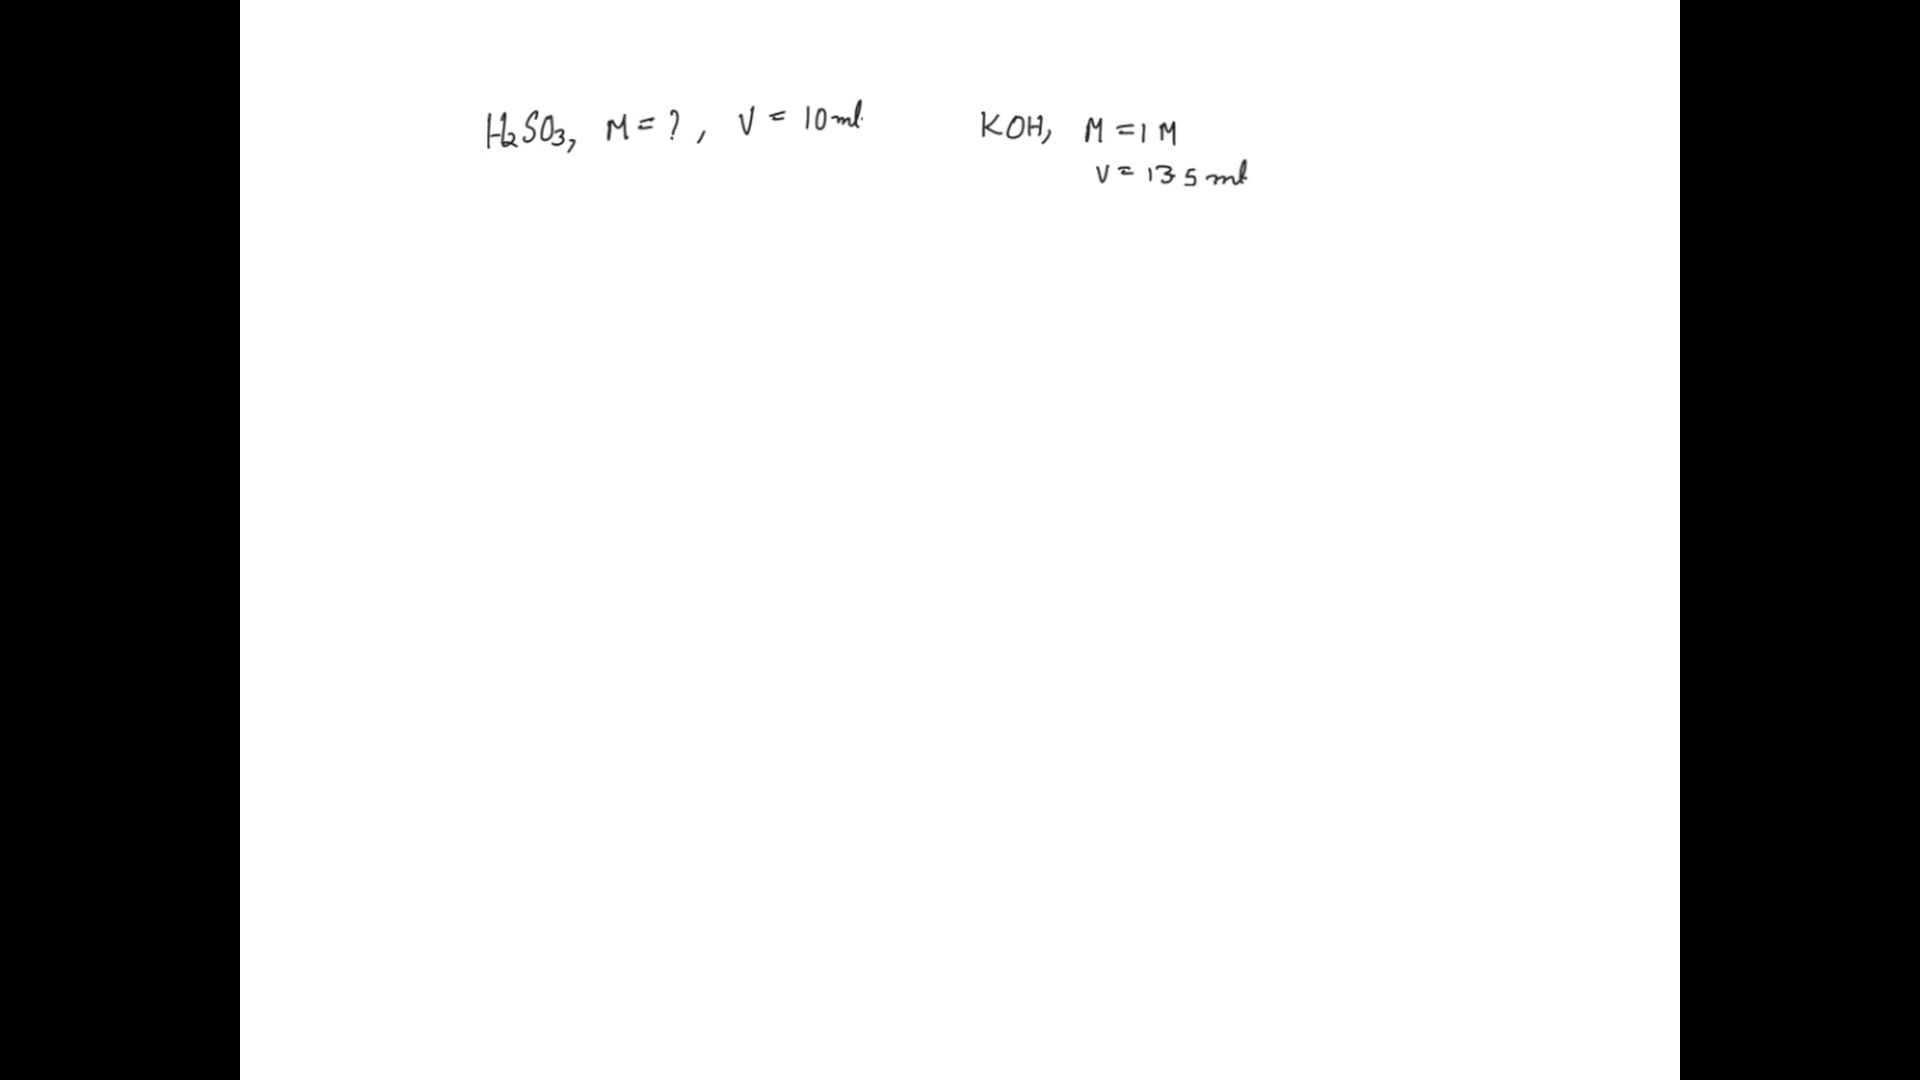 H₂SO₃, M = ?, V = 10 ml KOH, M = 1 M
V = 13.5 ml